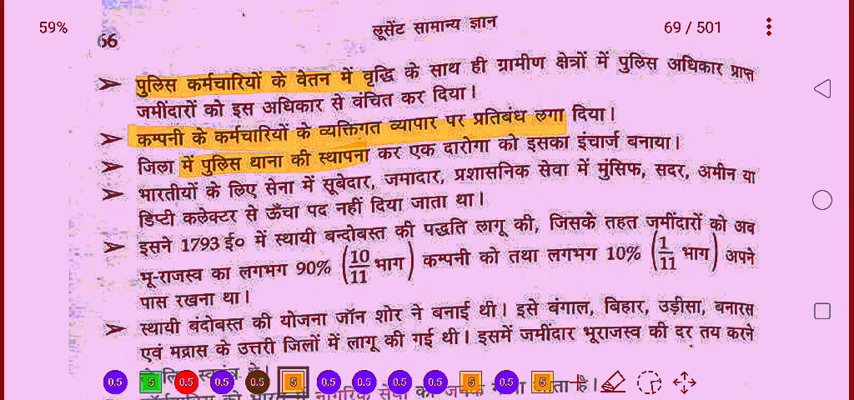 59%
लूसेंट सामान्य ज्ञान
69 / 501
66
➤ पुलिस कर्मचारियों के वेतन में वृद्धि के साथ ही ग्रामीण क्षेत्रों में पुलिस अधिकार प्राप्त
जमींदारों को इस अधिकार से वंचित कर दिया।
➤ कम्पनी के कर्मचारियों के व्यक्तिगत व्यापार पर प्रतिबंध लगा दिया।
➤ जिला में पुलिस थाना की स्थापना कर एक दारोगा को इसका इंचार्ज बनाया।
➤ भारतीयों के लिए सेना में सूबेदार, जमादार, प्रशासनिक सेवा में मुंसिफ, सदर, अमीन या
डिप्टी कलेक्टर से ऊँचा पद नहीं दिया जाता था।
➤ इसने 1793 ई० में स्थायी बन्दोबस्त की पद्धति लागू की, जिसके तहत जमींदारों को अब
भू-राजस्व का लगभग 90% (10/11 भाग) कम्पनी को तथा लगभग 10% (1/11 भाग) अपने
पास रखना था।
➤ स्थायी बंदोबस्त की योजना जॉन शोर ने बनाई थी। इसे बंगाल, बिहार, उड़ीसा, बनारस
एवं मद्रास के उत्तरी जिलों में लागू की गई थी। इसमें जमींदार भूराजस्व की दर तय करने
0.5 5 0.5 0.5 0.5 5 0.5 0.5 0.5 0.5 5 0.5 5